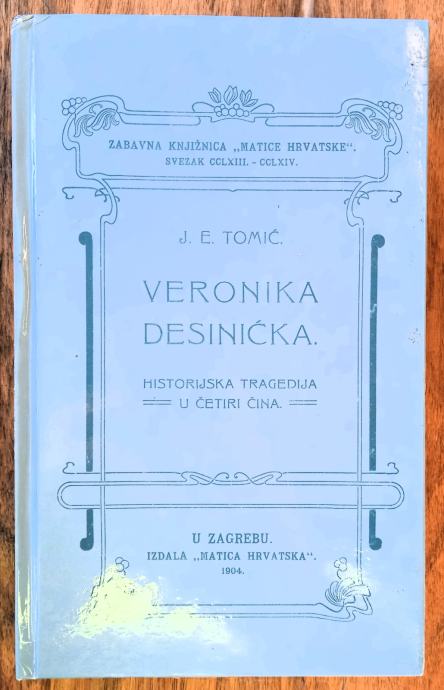 ZABAVNA KNJIŽNICA „MATICE HRVATSKE“.
SVEZAK CCLXIII. - CCLXIV.
J. E. TOMIĆ.
VERONIKA
DESINIĆKA.
HISTORIJSKA TRAGEDIJA
U ČETIRI ČINA.
U ZAGREBU.
IZDALA „MATICA HRVATSKA“.
1904.